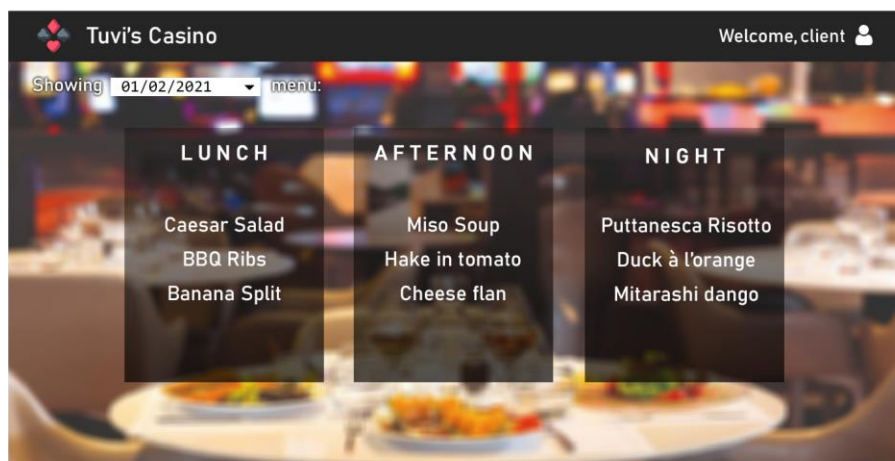 Tuvi's Casino
Welcome, client
Showing 01/02/2021 menu:
LUNCH
Caesar Salad
BBQ Ribs
Banana Split
AFTERNOON
Miso Soup
Hake in tomato
Cheese flan
NIGHT
Puttanesca Risotto
Duck à l'orange
Mitarashi dango